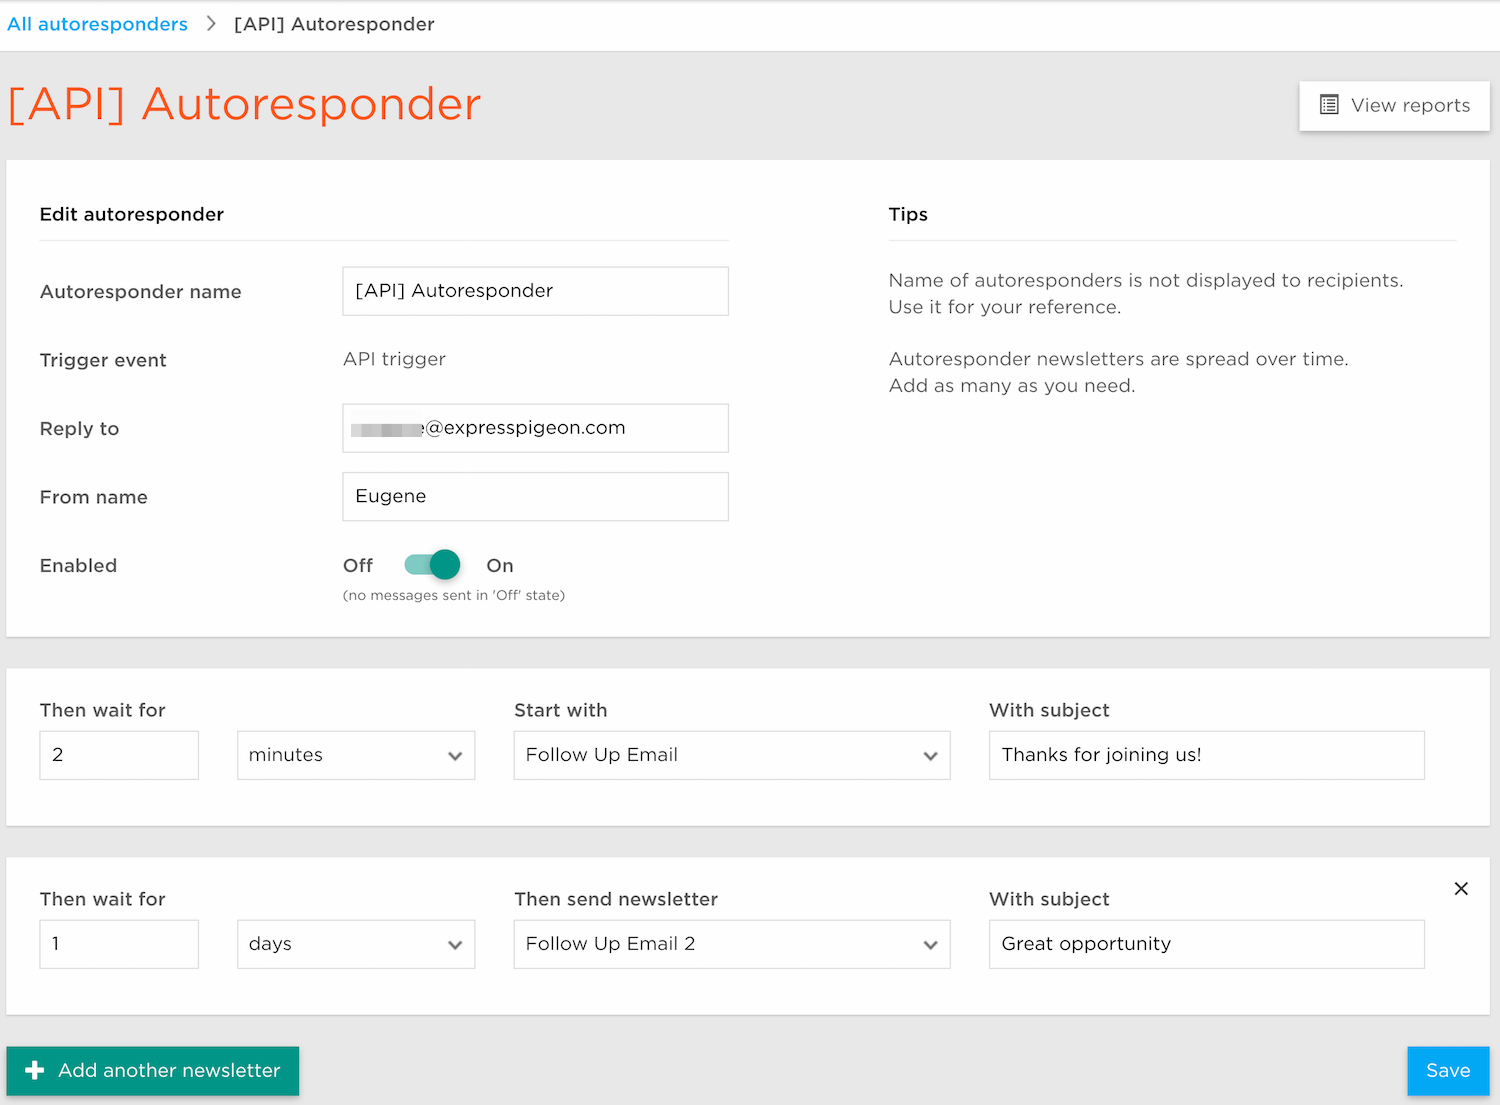 All autoresponders > [API] Autoresponder
[API] Autoresponder
View reports
Edit autoresponder
Autoresponder name
[API] Autoresponder
Trigger event
API trigger
Reply to
@expresspigeon.com
From name
Eugene
Enabled
Off On
(no messages sent in 'Off' state)
Tips
Name of autoresponders is not displayed to recipients.
Use it for your reference.
Autoresponder newsletters are spread over time.
Add as many as you need.
Then wait for
2
minutes
Start with
Follow Up Email
With subject
Thanks for joining us!
Then wait for
1
days
Then send newsletter
Follow Up Email 2
With subject
Great opportunity
Add another newsletter
Save